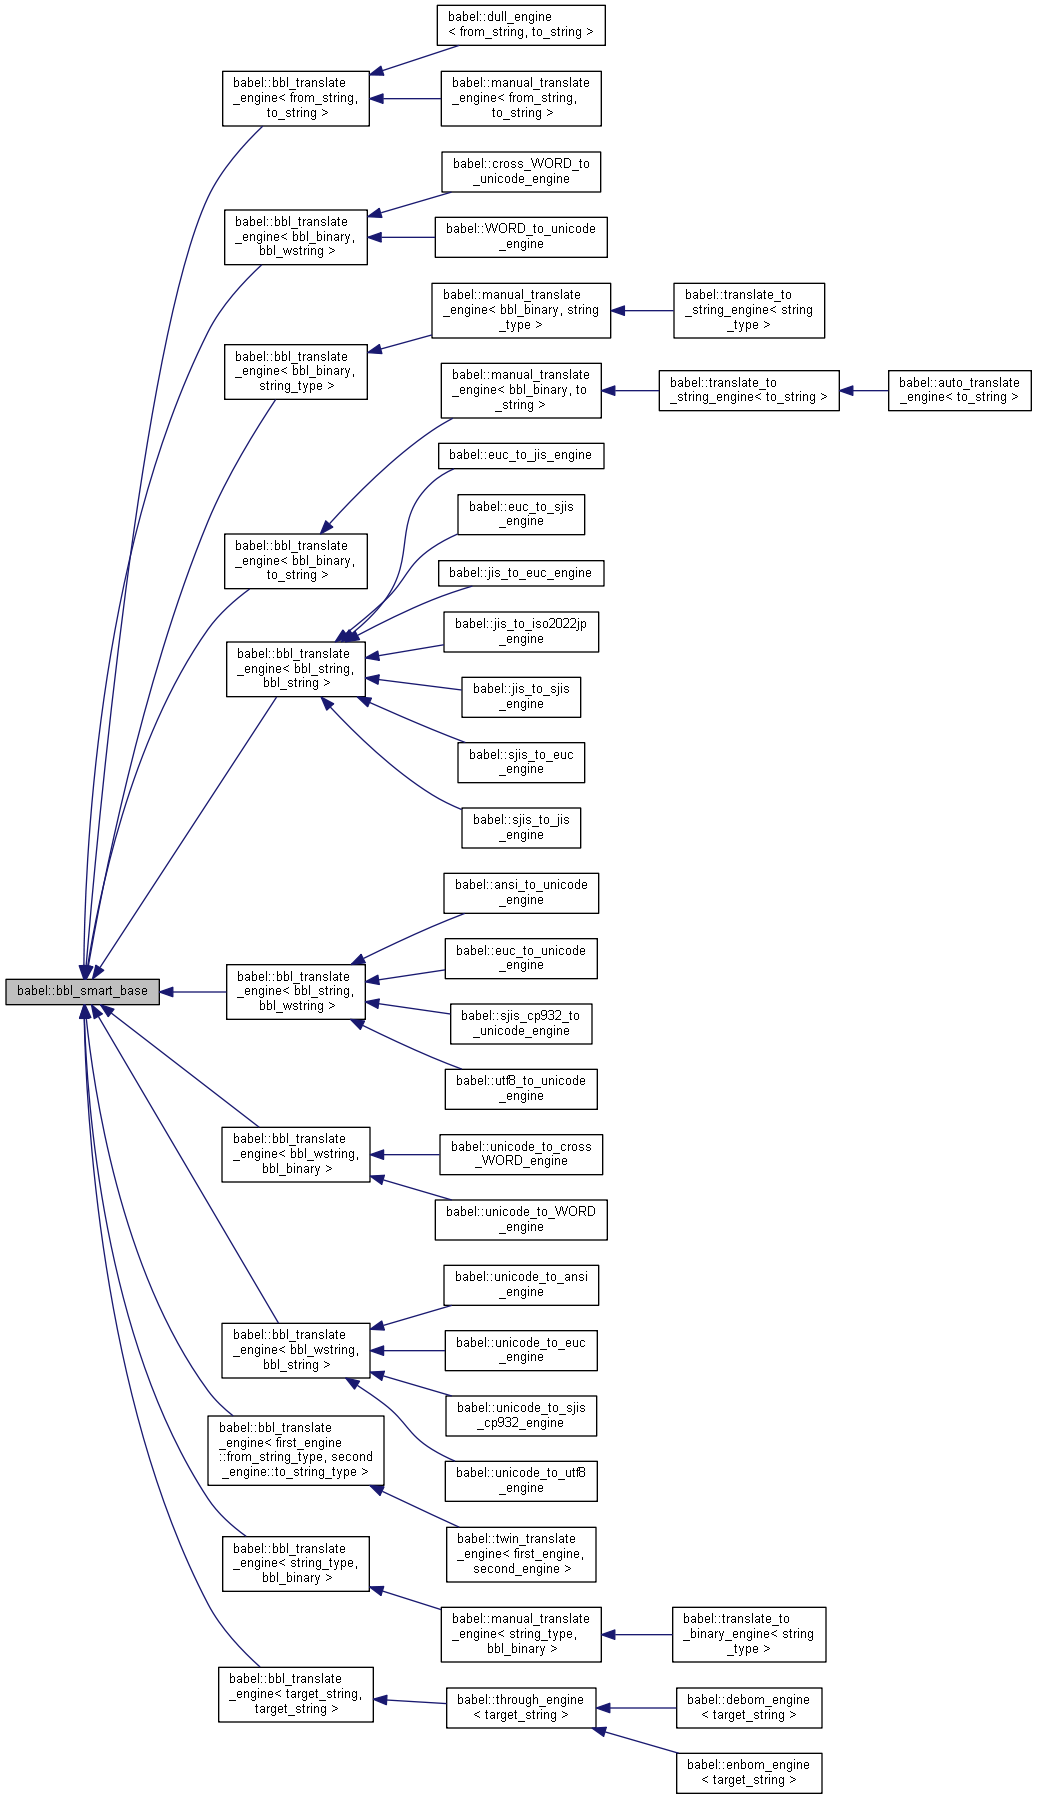 babel::dull_engine
< from_string, to_string >
babel::bbl_translate
_engine< from_string,
to_string >
babel::manual_translate
_engine< from_string,
to_string >
babel::cross_WORD_to
_unicode_engine
babel::bbl_translate
_engine< bbl_binary,
bbl_wstring >
babel::WORD_to_unicode
_engine
babel::manual_translate
_engine< bbl_binary, string
_type >
babel::translate_to
_string_engine< string
_type >
babel::bbl_translate
_engine< bbl_binary,
string_type >
babel::manual_translate
_engine< bbl_binary, to
_string >
babel::translate_to
_string_engine< to_string >
babel::auto_translate
_engine< to_string >
babel::euc_to_jis_engine
babel::euc_to_sjis
_engine
babel::bbl_translate
_engine< bbl_binary,
to_string >
babel::jis_to_euc_engine
babel::jis_to_iso2022jp
_engine
babel::bbl_translate
_engine< bbl_string,
bbl_string >
babel::jis_to_sjis
_engine
babel::sjis_to_euc
_engine
babel::sjis_to_jis
_engine
babel::ansi_to_unicode
_engine
babel::euc_to_unicode
_engine
babel::bbl_translate
_engine< bbl_string,
bbl_wstring >
babel::bbl_smart_base
babel::sjis_cp932_to
_unicode_engine
babel::utf8_to_unicode
_engine
babel::bbl_translate
_engine< bbl_wstring,
bbl_binary >
babel::unicode_to_cross
_WORD_engine
babel::unicode_to_WORD
_engine
babel::unicode_to_ansi
_engine
babel::bbl_translate
_engine< bbl_wstring,
bbl_string >
babel::unicode_to_euc
_engine
babel::unicode_to_sjis
_cp932_engine
babel::bbl_translate
_engine< first_engine
::from_string_type, second
_engine::to_string_type >
babel::unicode_to_utf8
_engine
babel::twin_translate
_engine< first_engine,
second_engine >
babel::bbl_translate
_engine< string_type,
bbl_binary >
babel::manual_translate
_engine< string_type,
bbl_binary >
babel::translate_to
_binary_engine< string
_type >
babel::bbl_translate
_engine< target_string,
target_string >
babel::through_engine
< target_string >
babel::debom_engine
< target_string >
babel::enbom_engine
< target_string >